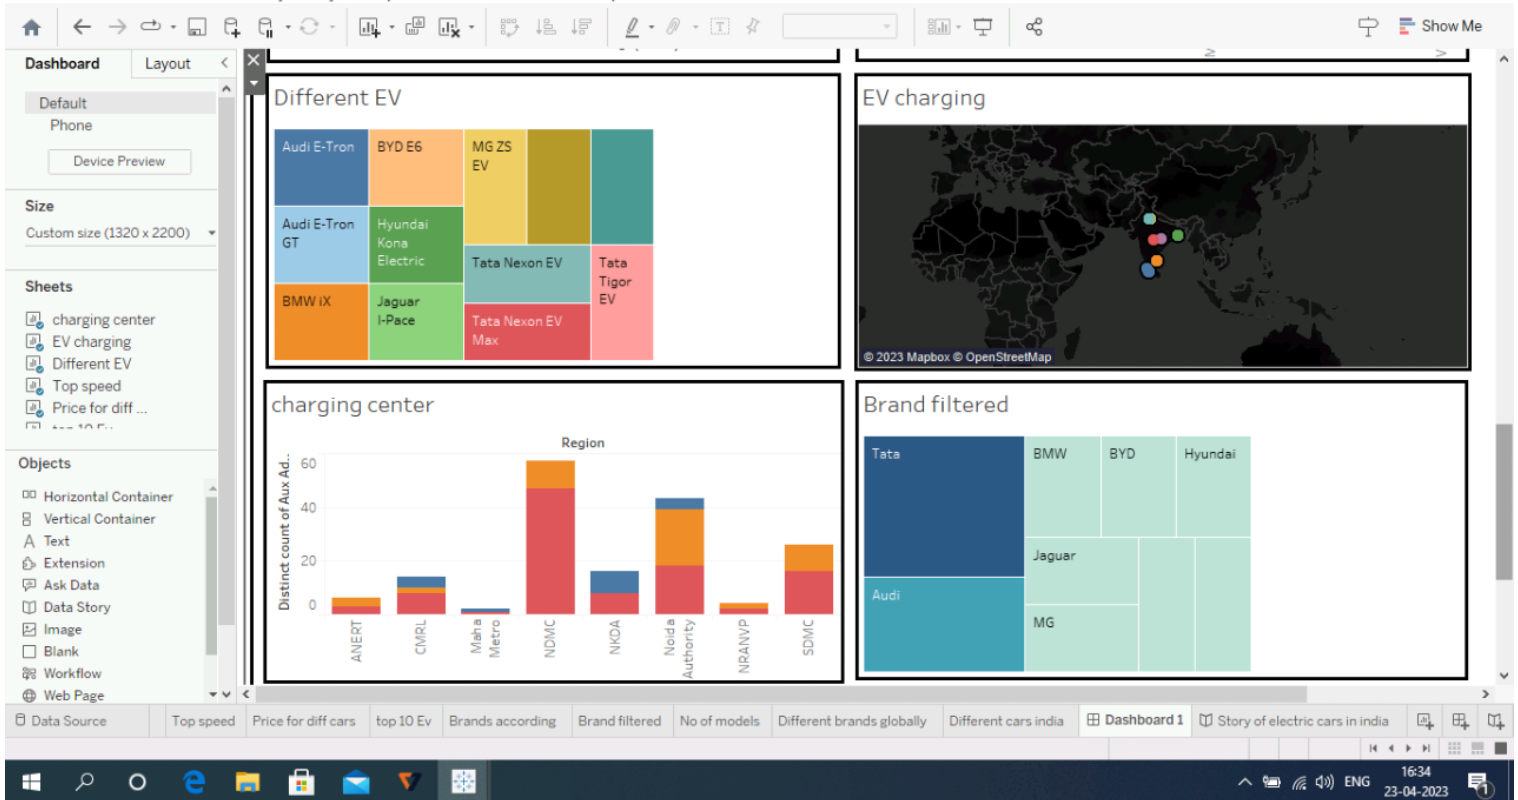 Show Me
Dashboard
Layout
Default
Phone
Device Preview
Size
Custom size (1320 x 2200)
Sheets
charging center
EV charging
Different EV
Top speed
Price for diff ...
Objects
Horizontal Container
Vertical Container
Text
Extension
Ask Data
Data Story
Image
Blank
Workflow
Web Page
Different EV
Audi E-Tron
BYD E6
MG ZS
EV
Audi E-Tron
GT
Hyundai
Kona
Electric
Tata Nexon EV
Tata
Tigor
EV
BMW iX
Jaguar
I-Pace
Tata Nexon EV
Max
EV charging
© 2023 Mapbox © OpenStreetMap
charging center
Region
Distinct count of Aux Ad..
60
40
20
0
ANERT
CMRL
Maha
Metro
NDMC
NKDA
Noida
Authority
NRANVP
SDMC
Brand filtered
Tata
BMW
BYD
Hyundai
Jaguar
Audi
MG
Data Source
Top speed
Price for diff cars
top 10 Ev
Brands according
Brand filtered
No of models
Different brands globally
Different cars india
Dashboard 1
Story of electric cars in india
ENG
16:34
23-04-2023
1